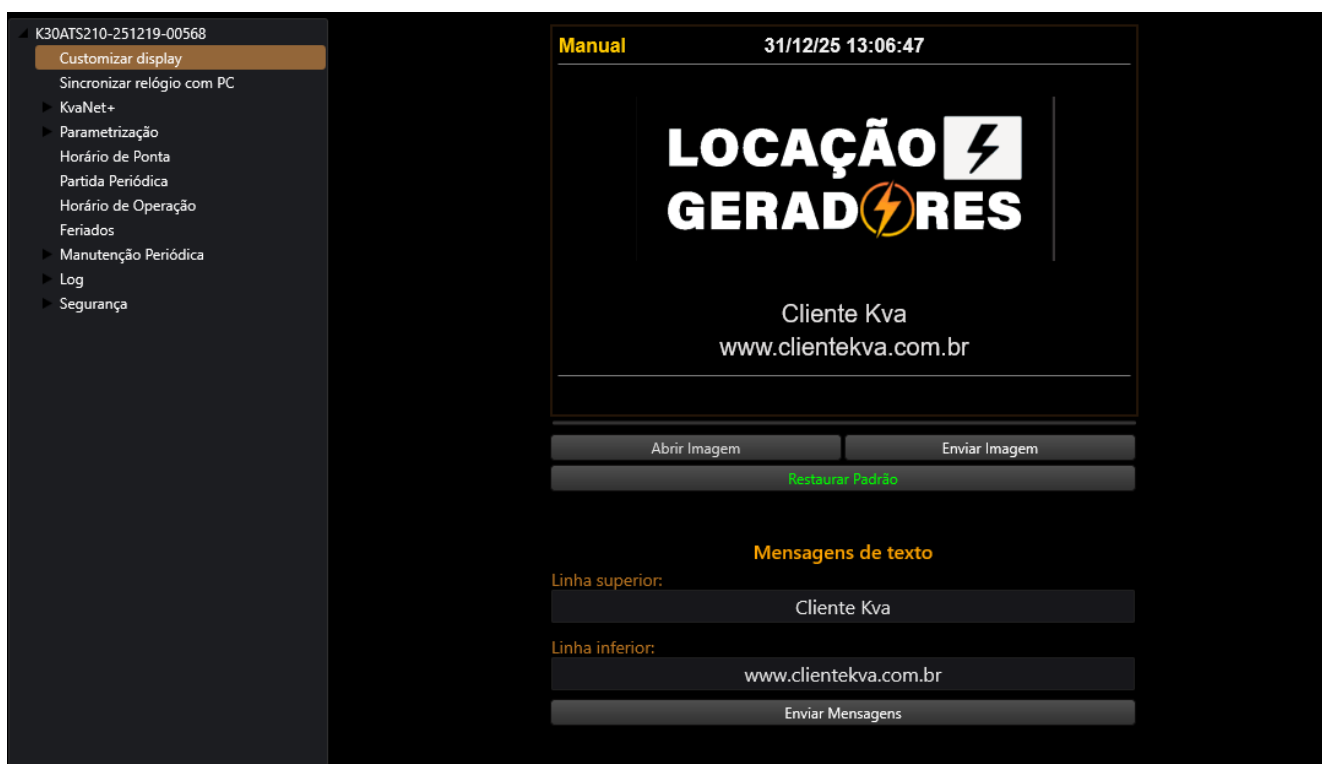 K30ATS210-251219-00568
Customizar display
Sincronizar relógio com PC
KvaNet+
Parametrização
Horário de Ponta
Partida Periódica
Horário de Operação
Feriados
Manutenção Periódica
Log
Segurança
Manual 31/12/25 13:06:47
LOCAÇÃO
GERADORES
Cliente Kva
www.clientekva.com.br
Abrir Imagem Enviar Imagem
Restaurar Padrão
Mensagens de texto
Linha superior:
Cliente Kva
Linha inferior:
www.clientekva.com.br
Enviar Mensagens